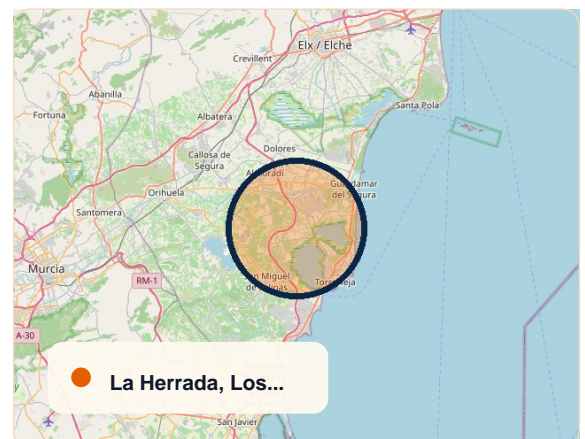 Elx / Elche
Crevillent
Abanilla
Santa Pola
Fortuna
Albatera
Dolores
Callosa de
Segura
Almoradí
Guardamar
del Segura
Orihuela
Santomera
Murcia
RM-1
San Miguel
de Salinas
Torrevieja
A-30
La Herrada, Los...
San Javier